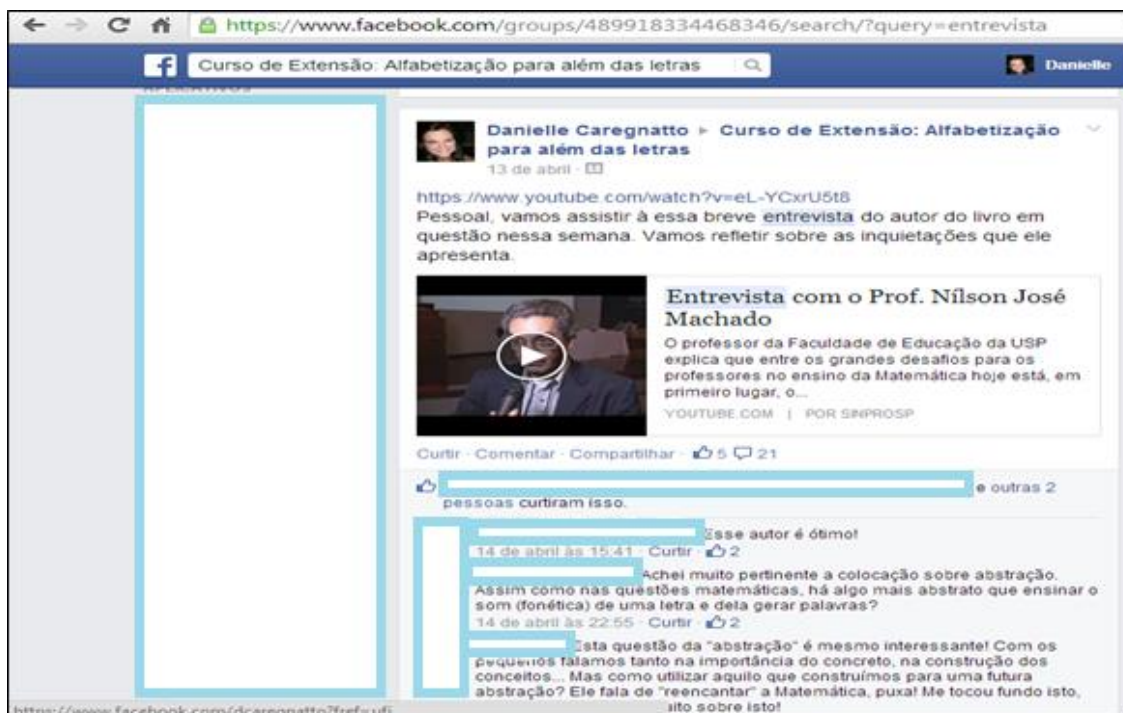 https://www.facebook.com/groups/489918334468346/search/?query=entrevista
Curso de Extensão: Alfabetização para além das letras
Danielle
APLICATIVOS
Danielle Caregnatto ▸ Curso de Extensão: Alfabetização
para além das letras
13 de abril ·
https://www.youtube.com/watch?v=eL-YCxrU5t8
Pessoal, vamos assistir à essa breve entrevista do autor do livro em
questão nessa semana. Vamos refletir sobre as inquietações que ele
apresenta.
Entrevista com o Prof. Nílson José
Machado
O professor da Faculdade de Educação da USP
explica que entre os grandes desafios para os
professores no ensino da Matemática hoje está, em
primeiro lugar, o...
YOUTUBE.COM | POR SINPROSP
Curtir · Comentar · Compartilhar · 5 21
e outras 2
pessoas curtiram isso.
Esse autor é ótimo!
14 de abril às 15:41 · Curtir · 2
Achei muito pertinente a colocação sobre abstração.
Assim como nas questões matemáticas, há algo mais abstrato que ensinar o
som (fonética) de uma letra e dela gerar palavras?
14 de abril às 22:55 · Curtir · 2
Esta questão da "abstração" é mesmo interessante! Com os
pequenos falamos tanto na importância do concreto, na construção dos
conceitos... Mas como utilizar aquilo que construímos para uma futura
abstração? Ele fala de "reencantar" a Matemática, puxa! Me tocou fundo isto,
sobre isto!
https://www.facebook.com/dcaregnatto?fref=ufi